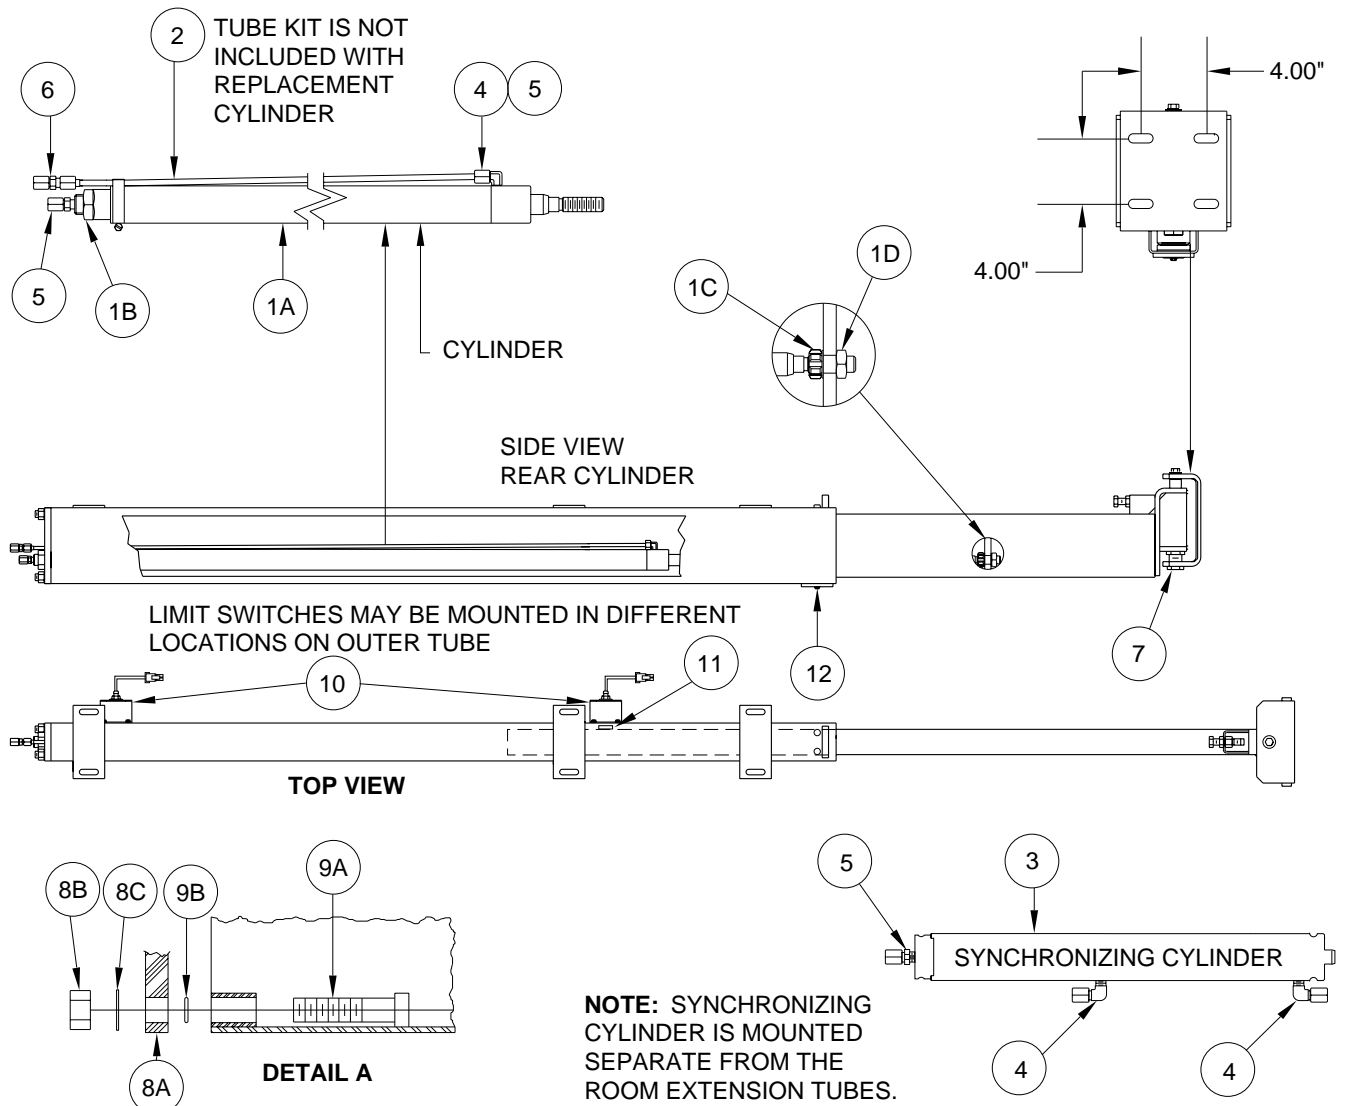 2
TUBE KIT IS NOT
INCLUDED WITH
REPLACEMENT
CYLINDER
6
4
5
4.00"
5
1B
1A
CYLINDER
1C
1D
4.00"
SIDE VIEW
REAR CYLINDER
LIMIT SWITCHES MAY BE MOUNTED IN DIFFERENT
LOCATIONS ON OUTER TUBE
10
11
12
7
TOP VIEW
8B
8C
9B
9A
8A
DETAIL A
5
3
SYNCHRONIZING CYLINDER
4
4
NOTE: SYNCHRONIZING
CYLINDER IS MOUNTED
SEPARATE FROM THE
ROOM EXTENSION TUBES.